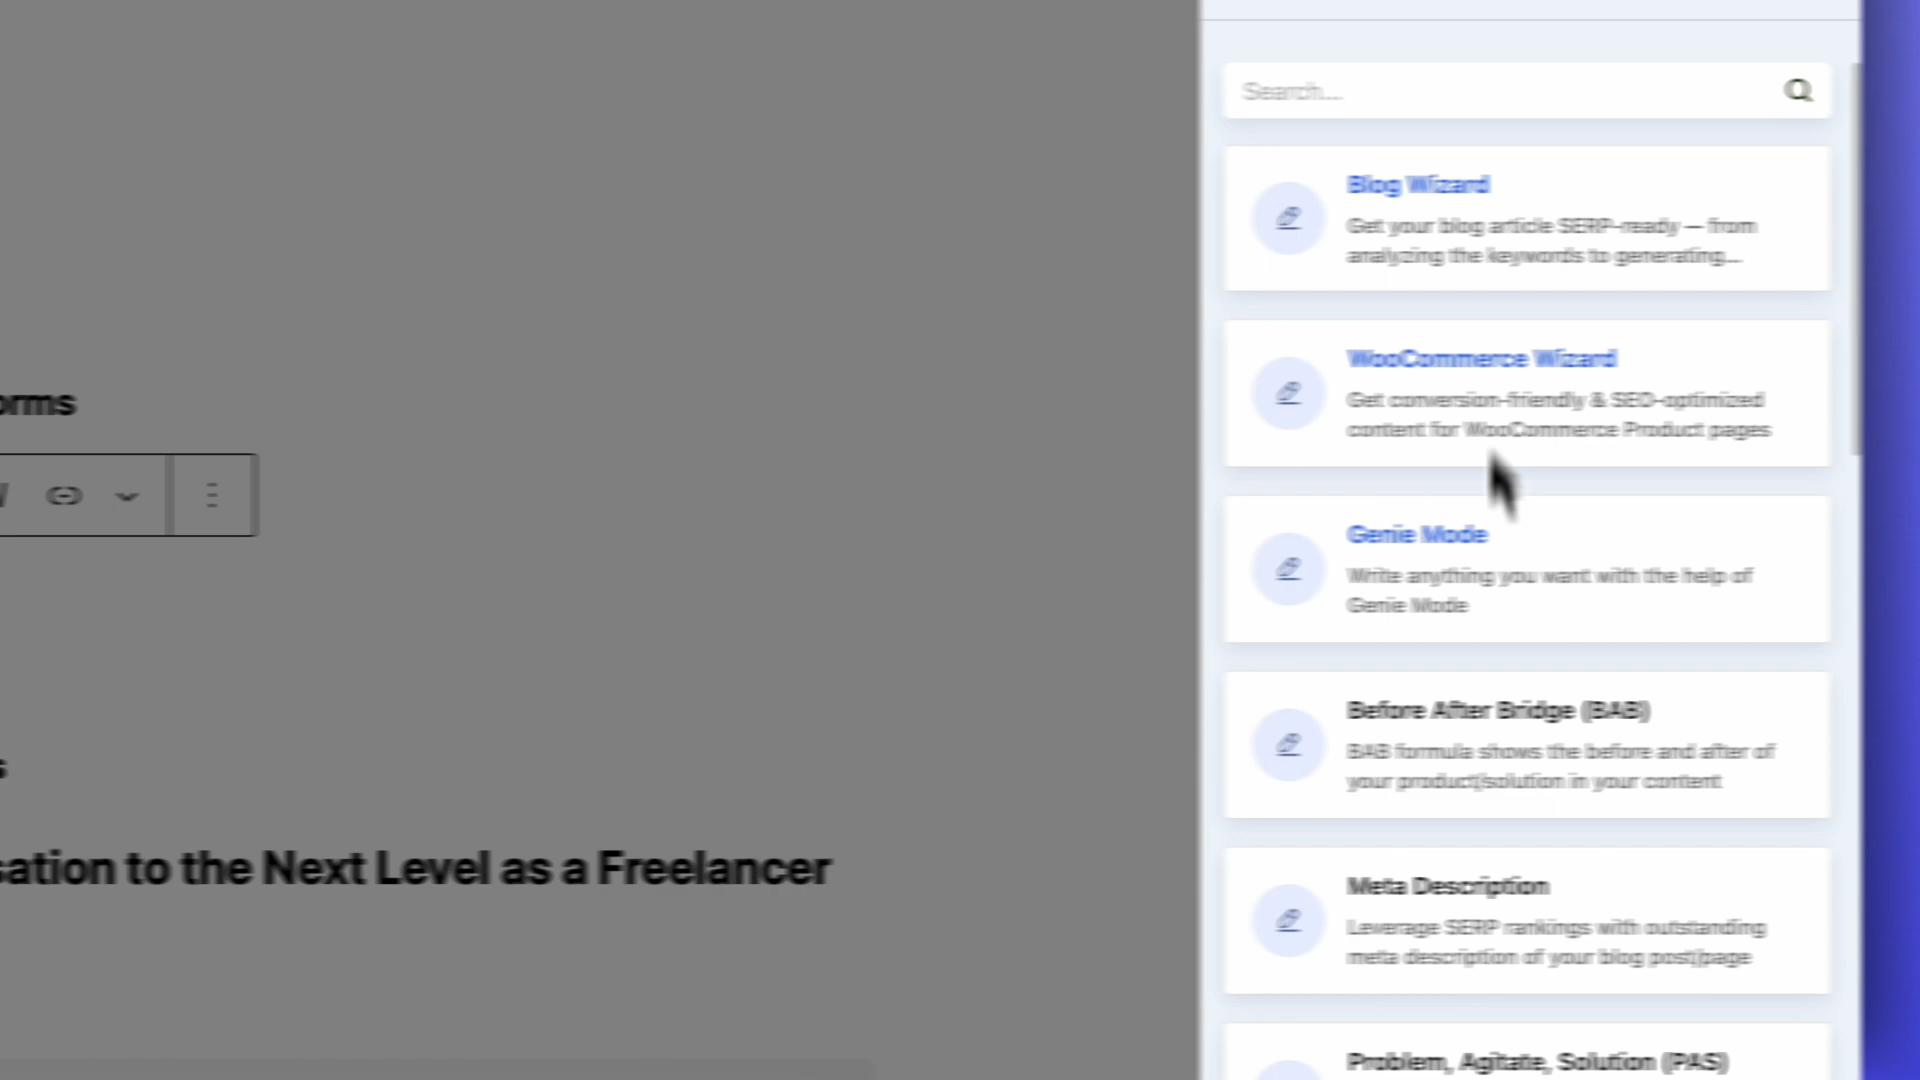 orms
s
sation to the Next Level as a Freelancer
Search...
Blog Wizard
Get your blog article SERP-ready — from
analyzing the keywords to generating...
WooCommerce Wizard
Get conversion-friendly & SEO-optimized
content for WooCommerce Product pages
Genie Mode
Write anything you want with the help of
Genie Mode
Before After Bridge (BAB)
BAB formula shows the before and after of
your product/solution in your content
Meta Description
Leverage SERP rankings with outstanding
meta description of your blog post/page
Problem, Agitate, Solution (PAS)